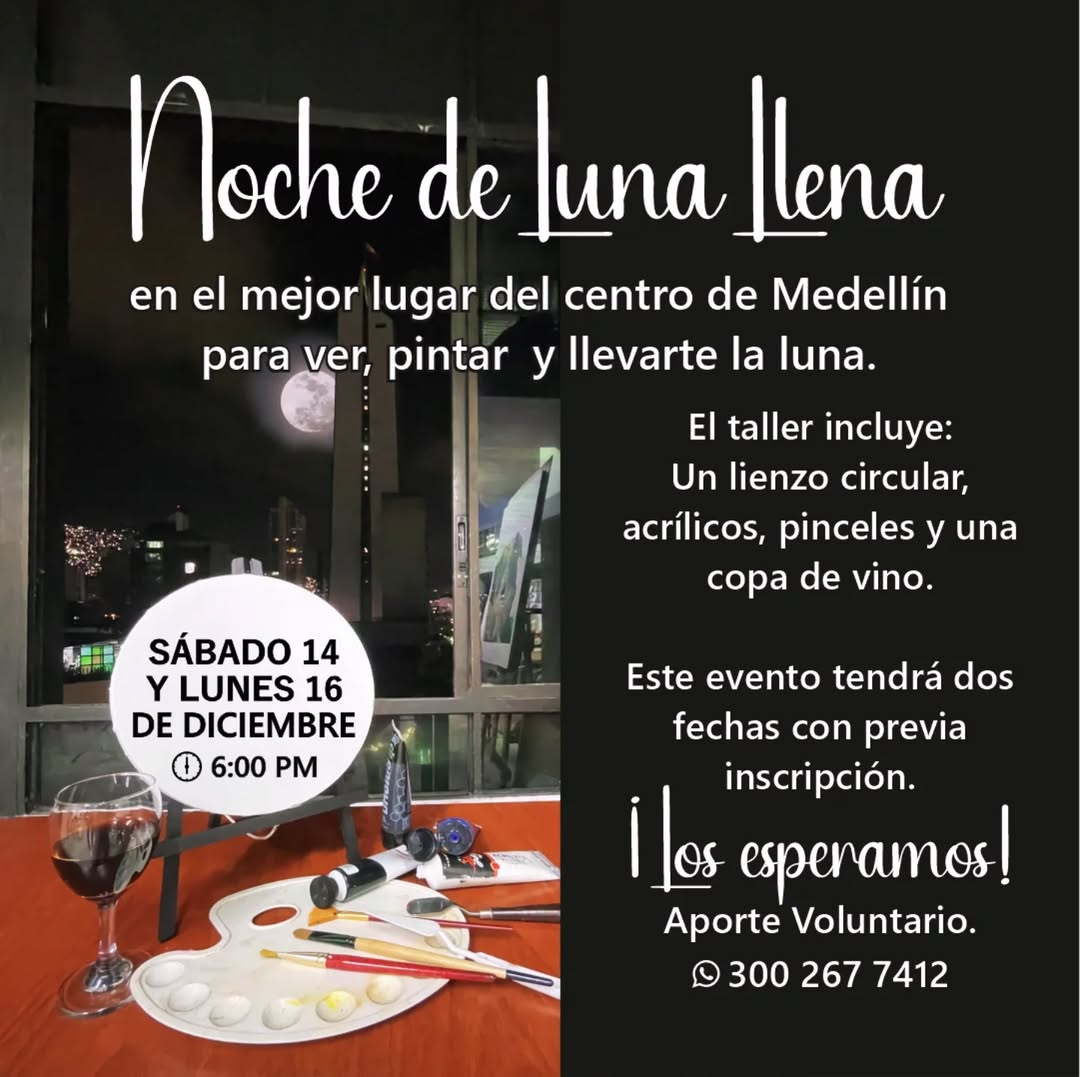 Noche de Luna Llena
en el mejor lugar del centro de Medellín
para ver, pintar y llevarte la luna.
El taller incluye:
Un lienzo circular,
acrílicos, pinceles y una
copa de vino.
SÁBADO 14
Y LUNES 16
DE DICIEMBRE
6:00 PM
Este evento tendrá dos
fechas con previa
inscripción.
¡Los esperamos!
Aporte Voluntario.
300 267 7412